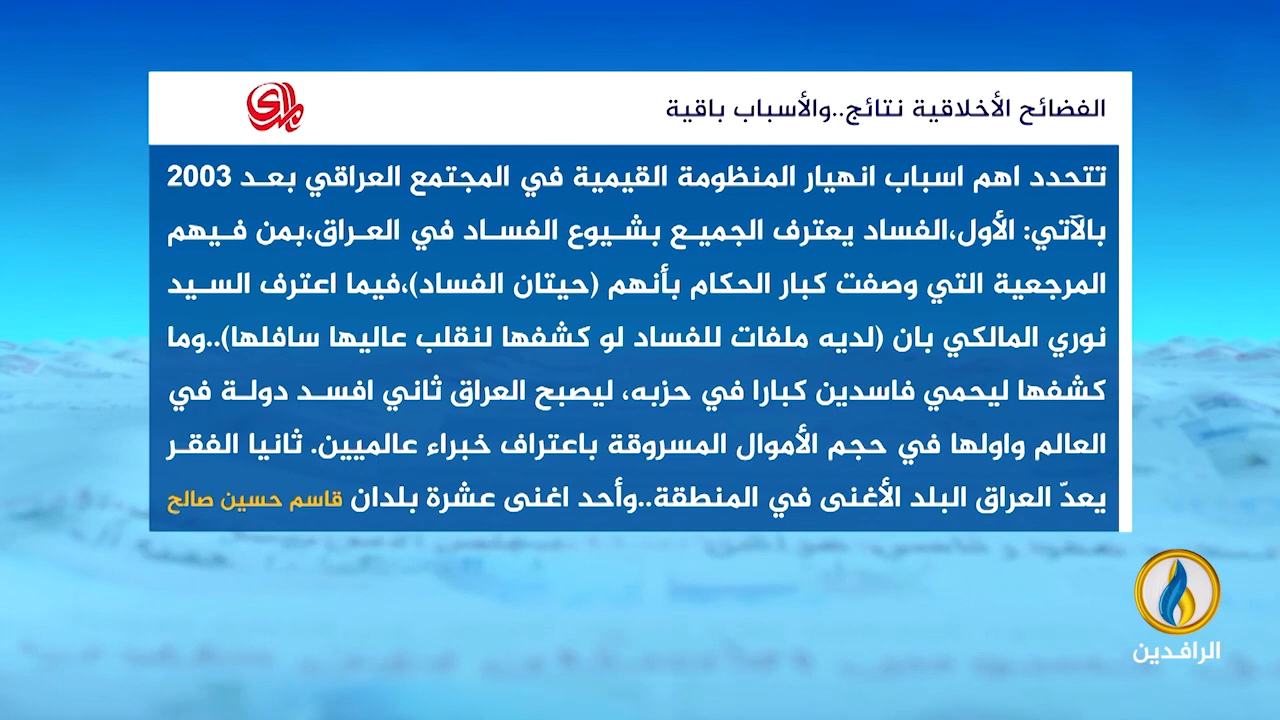 الفضائح الأخلاقية نتائج..والأسباب باقية
المدى
تتحدد اهم اسباب انهيار المنظومة القيمية في المجتمع العراقي بعد 2003
بالآتي: الأول،الفساد يعترف الجميع بشيوع الفساد في العراق،بمن فيهم
المرجعية التي وصفت كبار الحكام بأنهم (حيتان الفساد)،فيما اعترف السيد
نوري المالكي بان (لديه ملفات للفساد لو كشفها لنقلب عاليها سافلها)..وما
كشفها ليحمي فاسدين كبارا في حزبه، ليصبح العراق ثاني افسد دولة في
العالم واولها في حجم الأموال المسروقة باعتراف خبراء عالميين. ثانيا الفقر
يعدّ العراق البلد الأغنى في المنطقة..وأحد اغنى عشرة بلدان قاسم حسين صالح
الرافدين